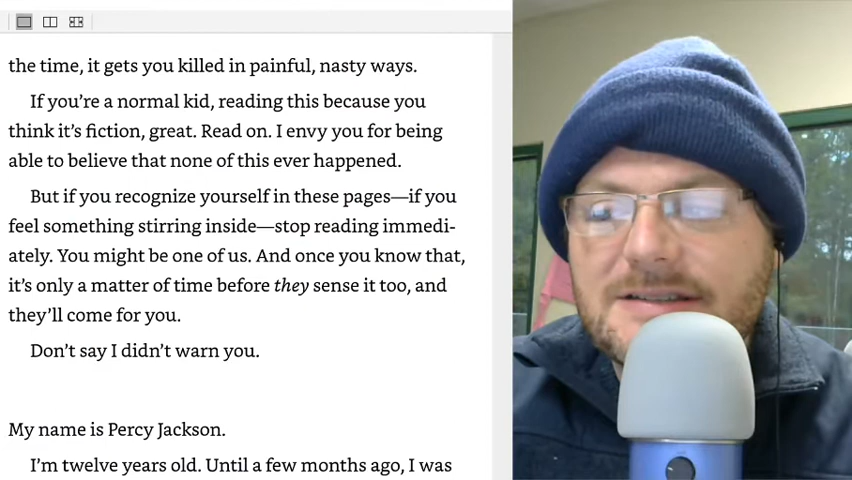 the time, it gets you killed in painful, nasty ways.
If you’re a normal kid, reading this because you
think it’s fiction, great. Read on. I envy you for being
able to believe that none of this ever happened.
But if you recognize yourself in these pages—if you
feel something stirring inside—stop reading immedi-
ately. You might be one of us. And once you know that,
it’s only a matter of time before they sense it too, and
they’ll come for you.
Don’t say I didn’t warn you.
My name is Percy Jackson.
I’m twelve years old. Until a few months ago, I was